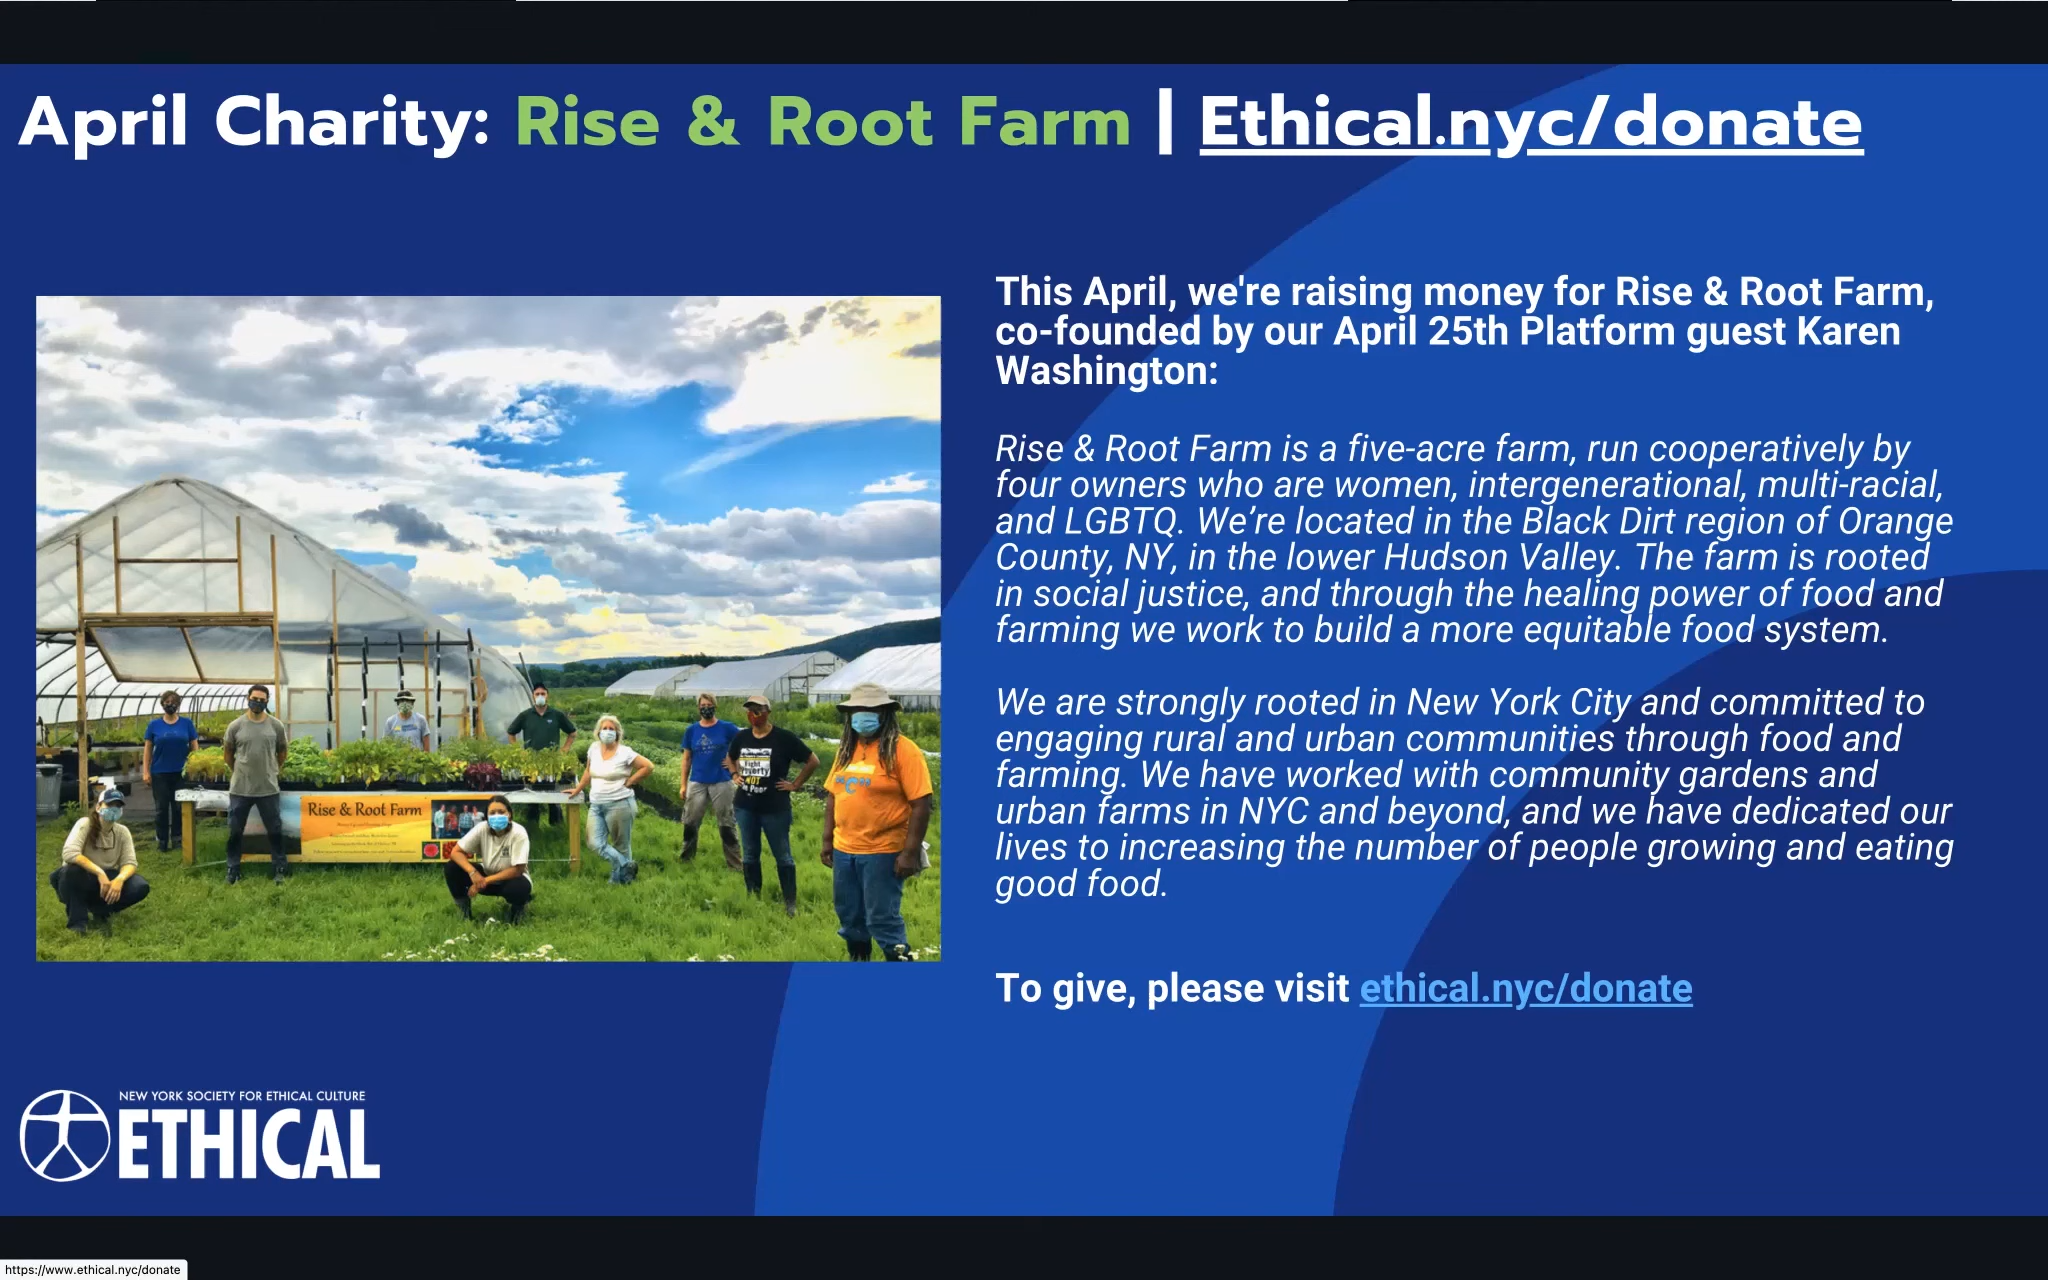 April Charity: Rise & Root Farm | Ethical.nyc/donate
This April, we're raising money for Rise & Root Farm,
co-founded by our April 25th Platform guest Karen
Washington:
Rise & Root Farm is a five-acre farm, run cooperatively by
four owners who are women, intergenerational, multi-racial,
and LGBTQ. We’re located in the Black Dirt region of Orange
County, NY, in the lower Hudson Valley. The farm is rooted
in social justice, and through the healing power of food and
farming we work to build a more equitable food system.
We are strongly rooted in New York City and committed to
engaging rural and urban communities through food and
farming. We have worked with community gardens and
urban farms in NYC and beyond, and we have dedicated our
lives to increasing the number of people growing and eating
good food.
To give, please visit ethical.nyc/donate
Rise & Root Farm
Fight
Poverty
NOT
the Poor
NEW YORK SOCIETY FOR ETHICAL CULTURE
ETHICAL
https://www.ethical.nyc/donate